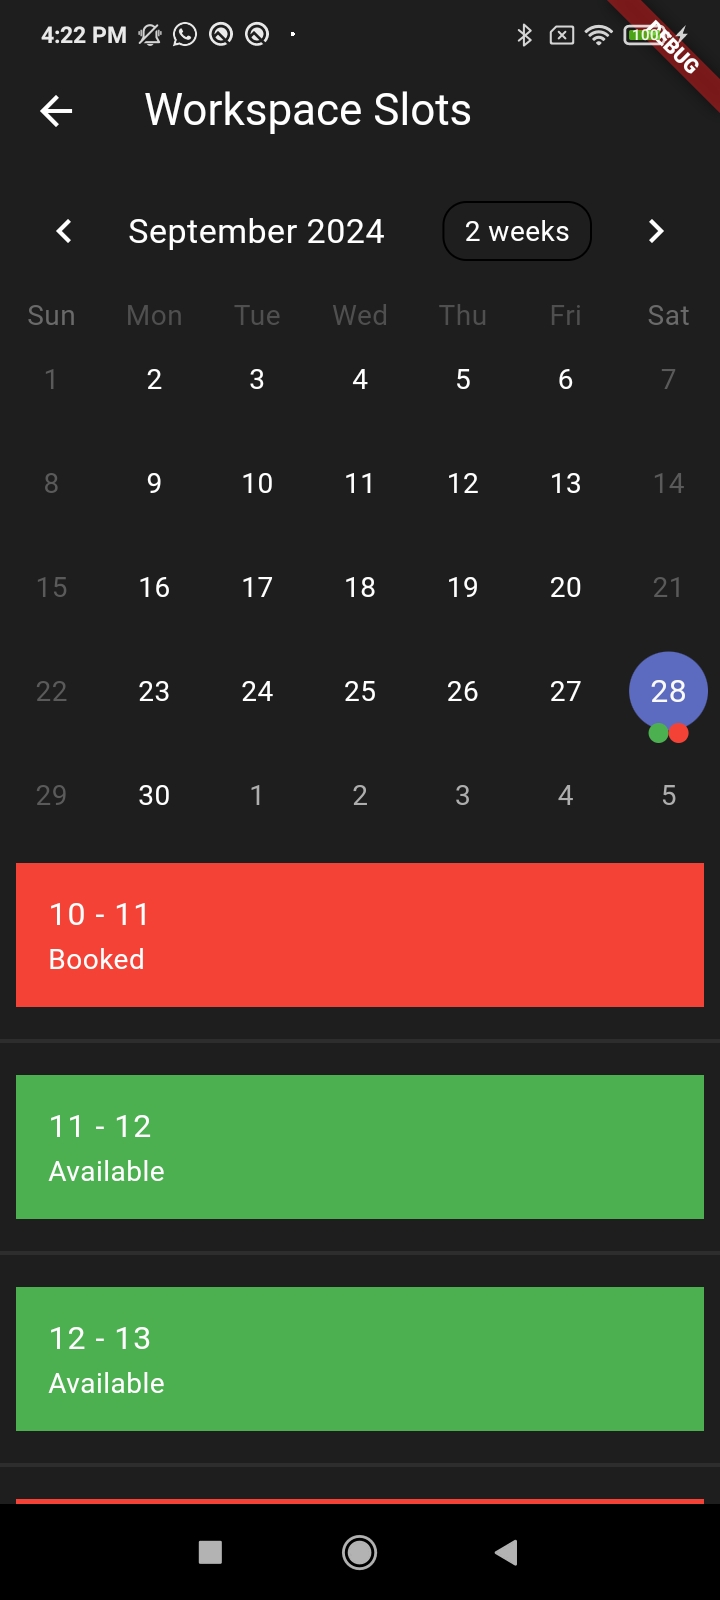 4:22 PM 100
DEBUG
Workspace Slots
September 2024 2 weeks
Sun Mon Tue Wed Thu Fri Sat
1 2 3 4 5 6 7
8 9 10 11 12 13 14
15 16 17 18 19 20 21
22 23 24 25 26 27 28
29 30 1 2 3 4 5
10 - 11
Booked
11 - 12
Available
12 - 13
Available